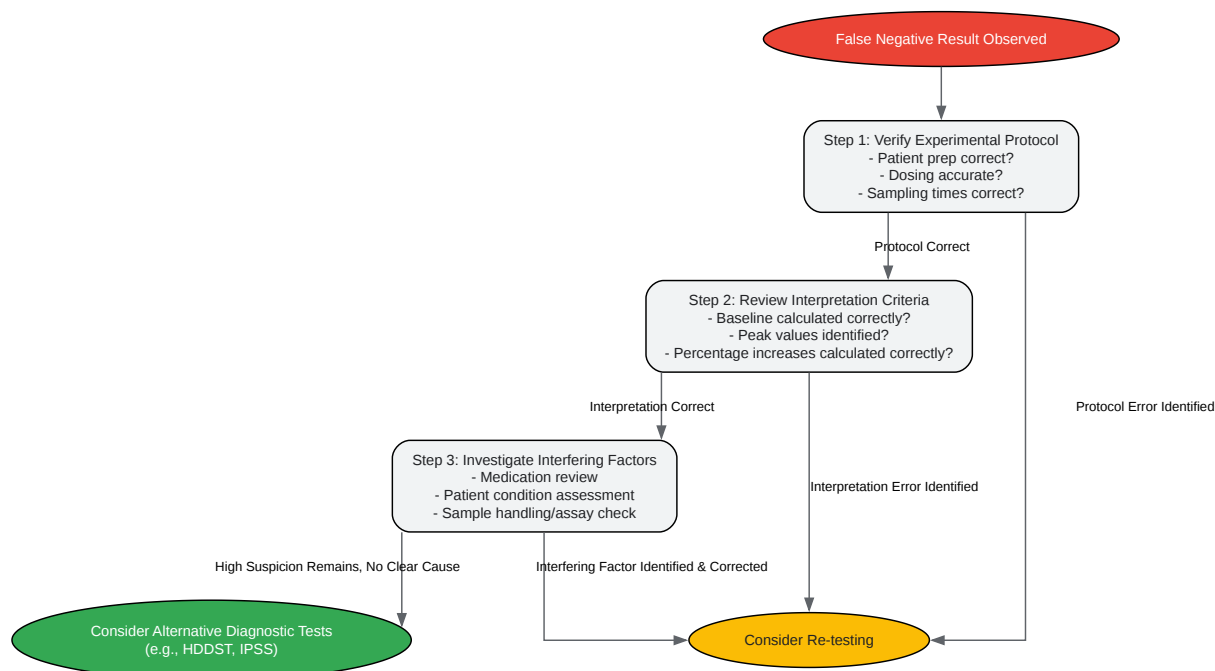 False Negative Result Observed
Step 1: Verify Experimental Protocol
- Patient prep correct?
- Dosing accurate?
- Sampling times correct?
Protocol Correct
Step 2: Review Interpretation Criteria
- Baseline calculated correctly?
- Peak values identified?
- Percentage increases calculated correctly?
Interpretation Correct
Protocol Error Identified
Step 3: Investigate Interfering Factors
- Medication review
- Patient condition assessment
- Sample handling/assay check
Interpretation Error Identified
High Suspicion Remains, No Clear Cause
Interfering Factor Identified & Corrected
Consider Alternative Diagnostic Tests
(e.g., HDDST, IPSS)
Consider Re-testing